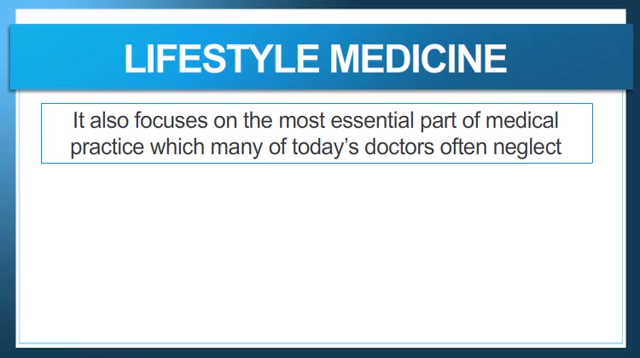 LIFESTYLE MEDICINE
It also focuses on the most essential part of medical
practice which many of today’s doctors often neglect